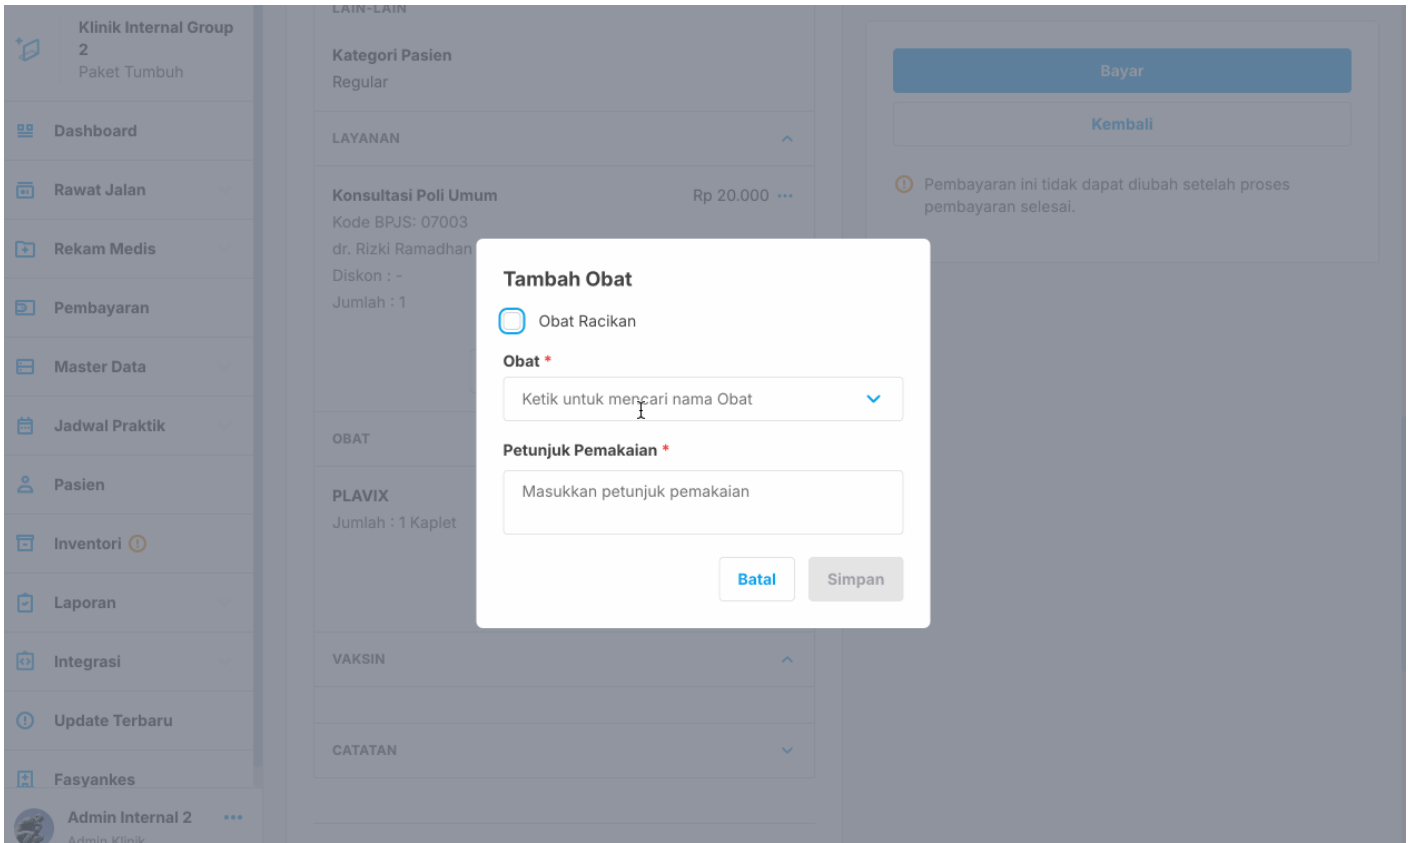 Klinik Internal Group
2
Paket Tumbuh
Dashboard
Rawat Jalan
Rekam Medis
Pembayaran
Master Data
Jadwal Praktik
Pasien
Inventori
Laporan
Integrasi
Update Terbaru
Fasyankes
Admin Internal 2
Admin Klinik
LAIN-LAIN
Kategori Pasien
Regular
LAYANAN
Konsultasi Poli Umum Rp 20.000
Kode BPJS: 07003
dr. Rizki Ramadhan
Diskon : -
Jumlah : 1
OBAT
PLAVIX
Jumlah : 1 Kaplet
VAKSIN
CATATAN
Tambah Obat
Obat Racikan
Obat *
Ketik untuk mencari nama Obat
Petunjuk Pemakaian *
Masukkan petunjuk pemakaian
Batal Simpan
Bayar
Kembali
Pembayaran ini tidak dapat diubah setelah proses
pembayaran selesai.